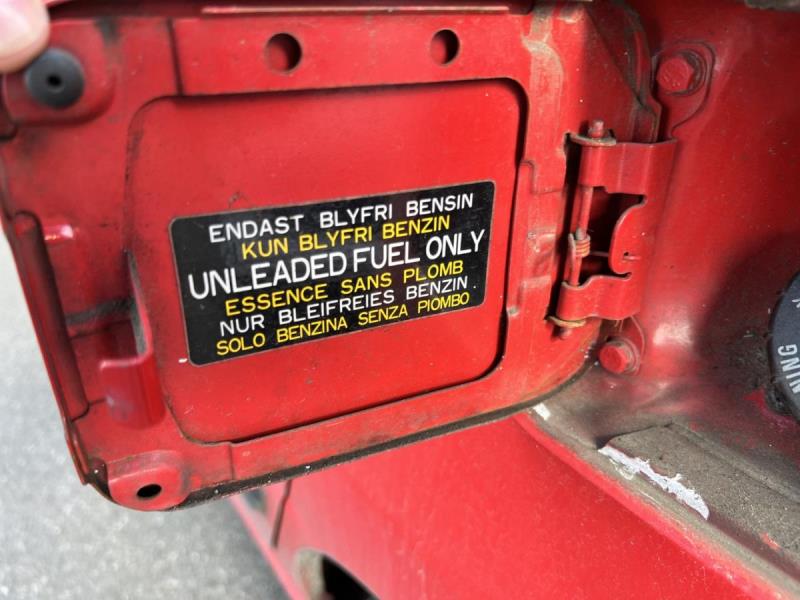 ENDAST BLYFRI BENSIN
KUN BLYFRI BENZIN
UNLEADED FUEL ONLY
ESSENCE SANS PLOMB
NUR BLEIFREIES BENZIN
SOLO BENZINA SENZA PIOMBO